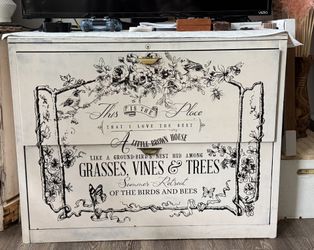 This IS THE Place
THAT I LOVE THE BEST
A LITTLE BROWN HOUSE
LIKE A GROUND-BIRD'S NEST HID AMONG
GRASSES, VINES & TREES
Summer Retreat
OF THE BIRDS AND BEES